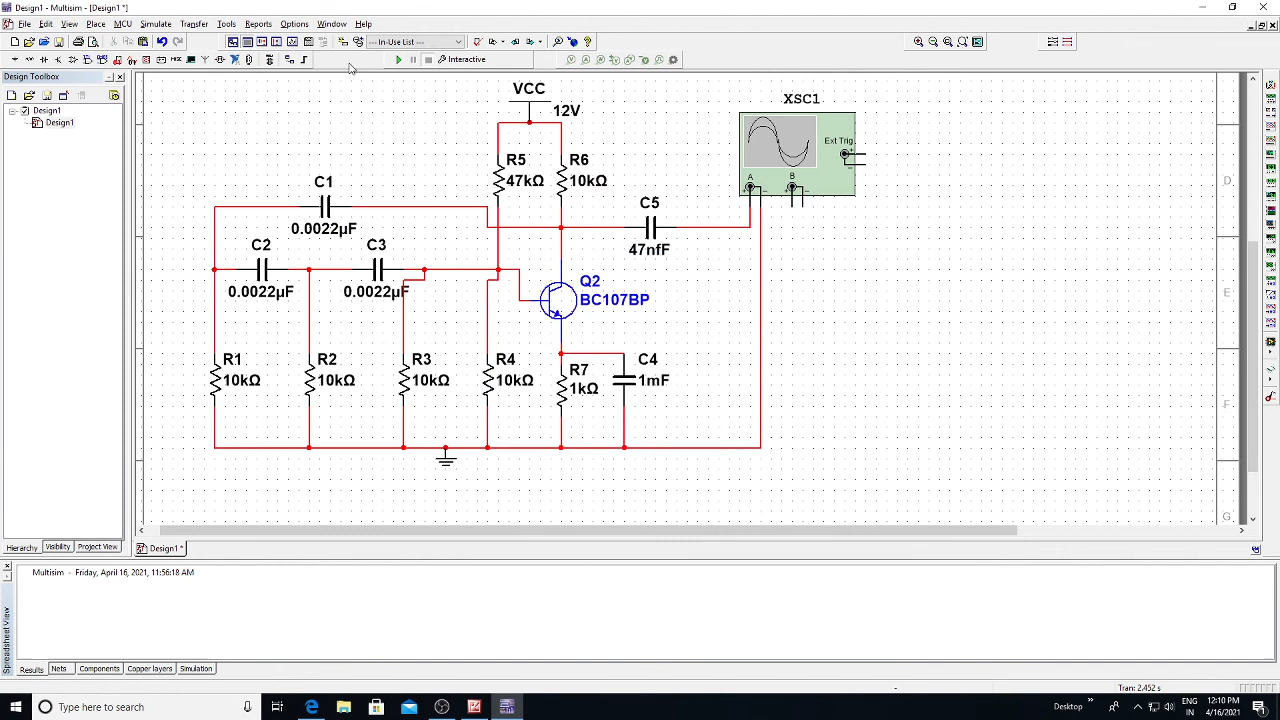 Design1 - Multisim - [Design1 *]
File Edit View Place MCU Simulate Transfer Tools Reports Options Window Help
--- In-Use List ---
Interactive
Design Toolbox
Design1
Design1
VCC
12V
XSC1
Ext Trig
+
_
A
B
+ _ + _
R5
47kΩ
R6
10kΩ
C1
0.0022µF
C5
47nfF
C2
0.0022µF
C3
0.0022µF
Q2
BC107BP
R1
10kΩ
R2
10kΩ
R3
10kΩ
R4
10kΩ
R7
1kΩ
C4
1mF
D
E
F
G
Hierarchy Visibility Project View
Design1 *
Multisim - Friday, April 16, 2021, 11:56:18 AM
Spreadsheet View
Results Nets Components Copper layers Simulation
- Tran: 2.452 s
Type here to search
Desktop
IN
12:10 PM
4/16/2021
1